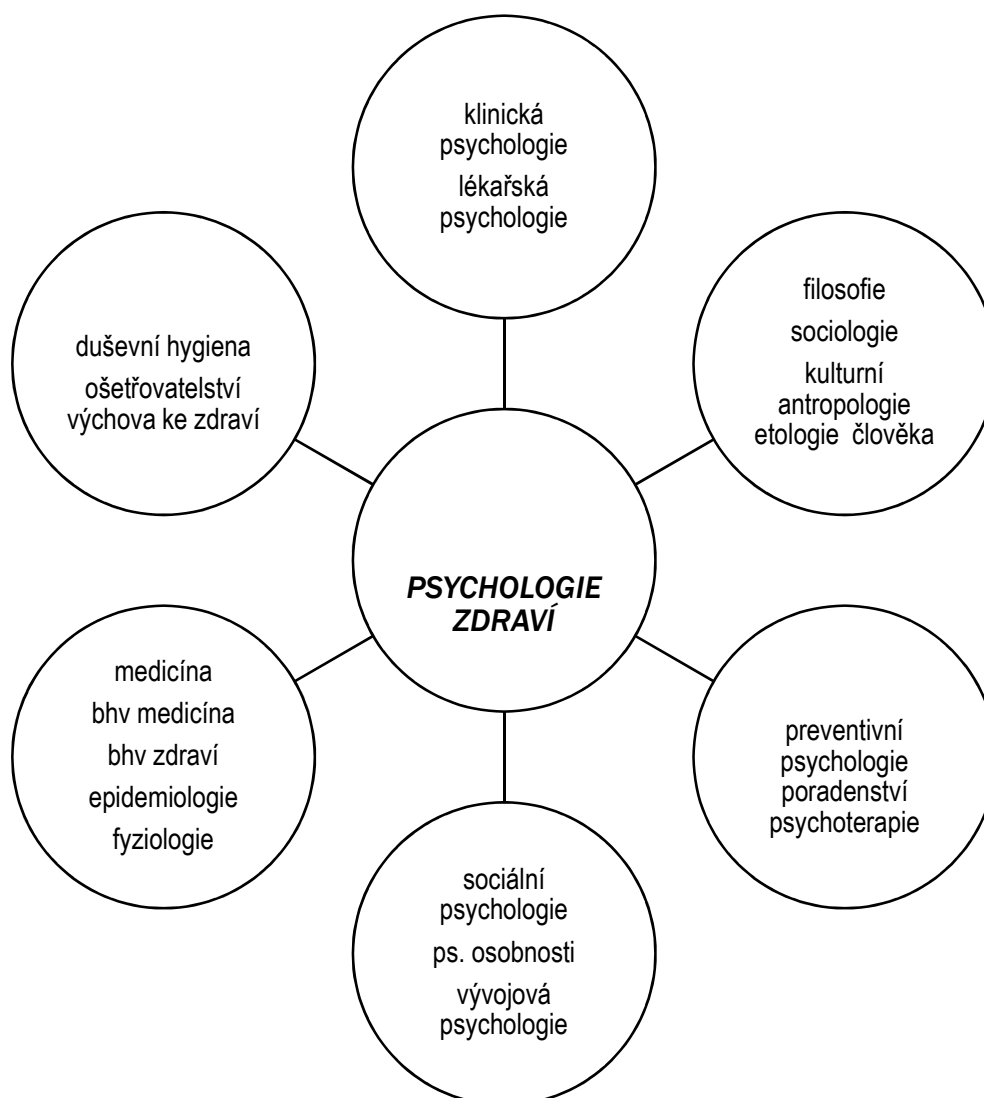 klinická
psychologie
lékařská
psychologie
filosofie
sociologie
kulturní
antropologie
etologie člověka
duševní hygiena
ošetřovatelství
výchova ke zdraví
PSYCHOLOGIE
ZDRAVÍ
medicína
bhv medicína
bhv zdraví
epidemiologie
fyziologie
preventivní
psychologie
poradenství
psychoterapie
sociální
psychologie
ps. osobnosti
vývojová
psychologie